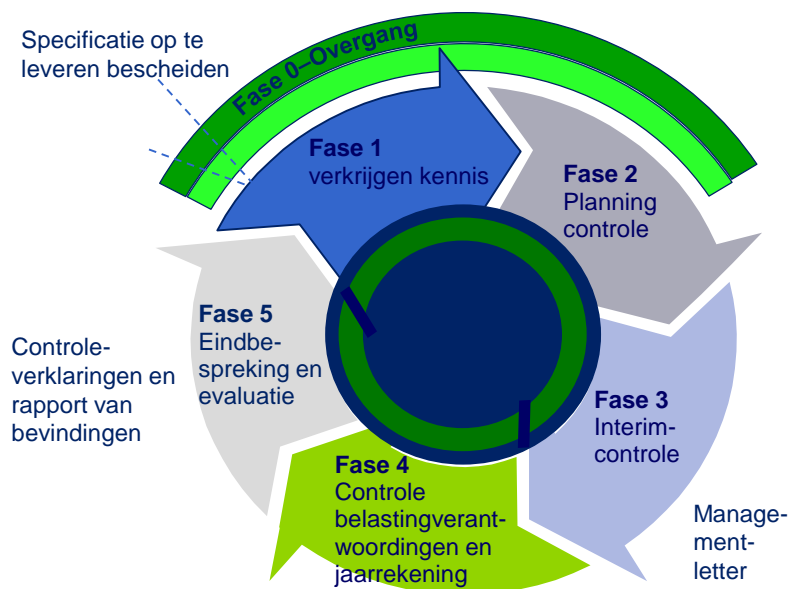 Specificatie op te
leveren bescheiden
Fase 0–Overgang
Fase 1
verkrijgen kennis
Fase 2
Planning
controle
Fase 3
Interim-
controle
Manage-
ment-
letter
Fase 4
Controle
belastingverant-
woordingen en
jaarrekening
Fase 5
Eindbe-
spreking en
evaluatie
Controle-
verklaringen en
rapport van
bevindingen